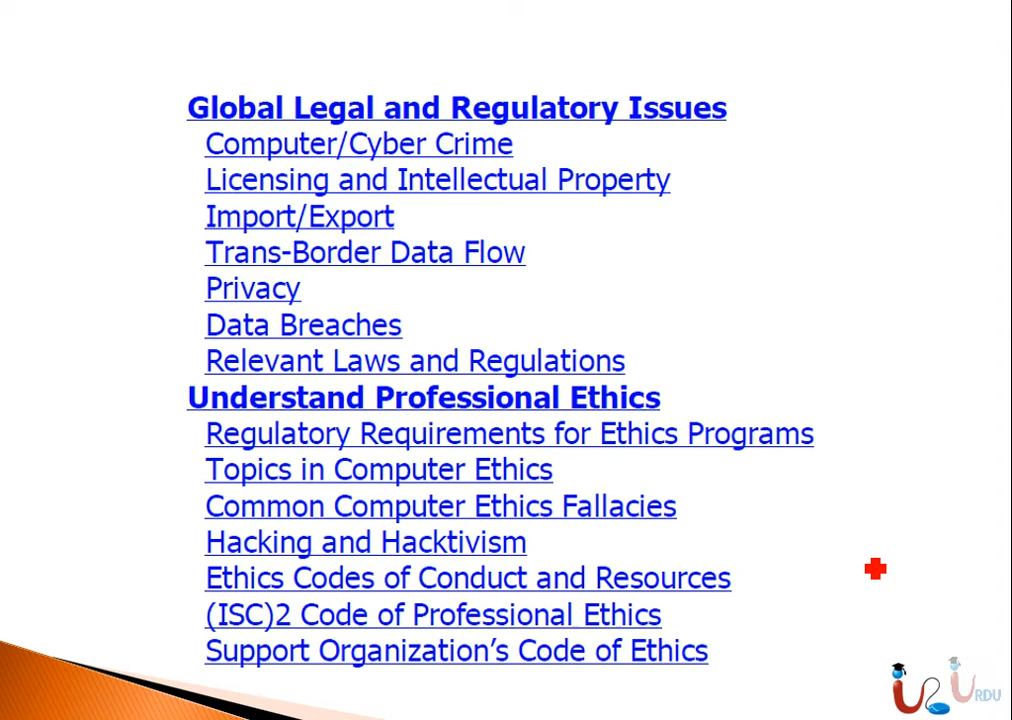 Global Legal and Regulatory Issues
Computer/Cyber Crime
Licensing and Intellectual Property
Import/Export
Trans-Border Data Flow
Privacy
Data Breaches
Relevant Laws and Regulations
Understand Professional Ethics
Regulatory Requirements for Ethics Programs
Topics in Computer Ethics
Common Computer Ethics Fallacies
Hacking and Hacktivism
Ethics Codes of Conduct and Resources
(ISC)2 Code of Professional Ethics
Support Organization’s Code of Ethics
URDU